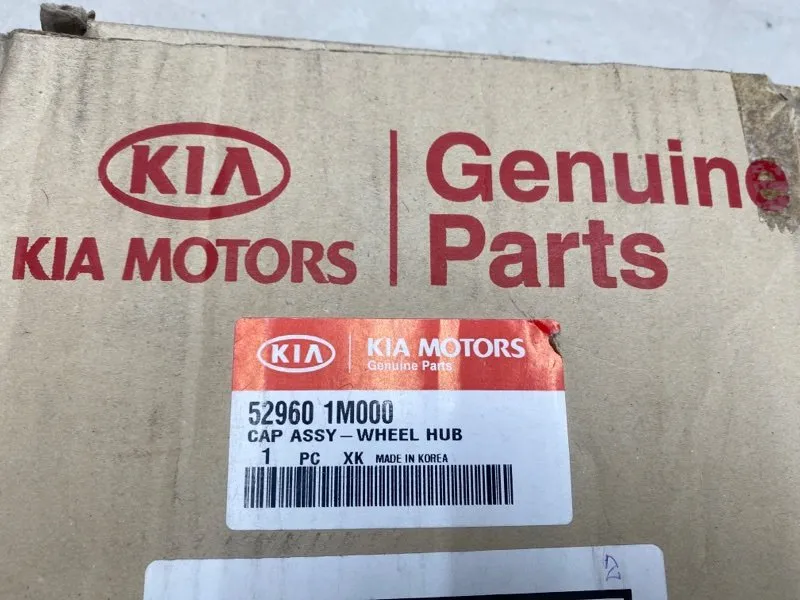 KIA
KIA MOTORS
Genuine
Parts
KIA
KIA MOTORS
Genuine Parts
52960 1M000
CAP ASSY-WHEEL HUB
1 PC XK MADE IN KOREA